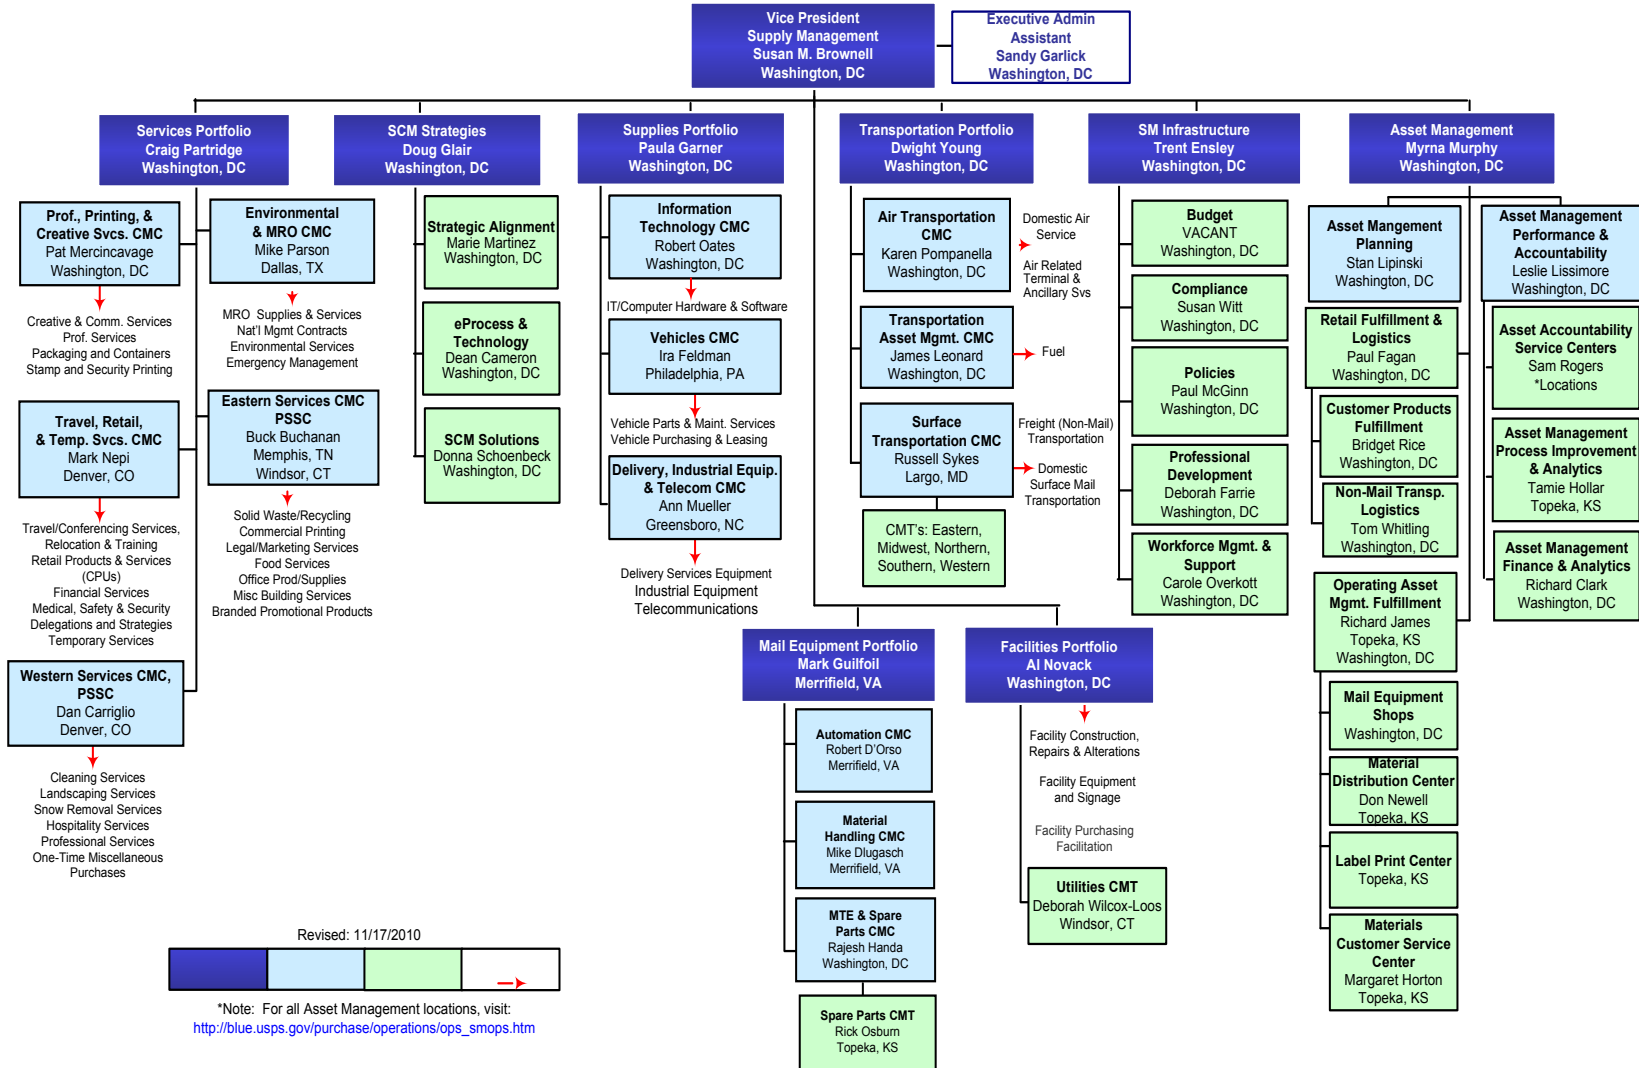 Vice President
Supply Management
Susan M. Brownell
Washington, DC
Executive Admin
Assistant
Sandy Garlick
Washington, DC
Services Portfolio
Craig Partridge
Washington, DC
SCM Strategies
Doug Glair
Washington, DC
Supplies Portfolio
Paula Garner
Washington, DC
Transportation Portfolio
Dwight Young
Washington, DC
SM Infrastructure
Trent Ensley
Washington, DC
Asset Management
Myrna Murphy
Washington, DC
Prof., Printing, &
Creative Svcs. CMC
Pat Mercincavage
Washington, DC
Creative & Comm. Services
Prof. Services
Packaging and Containers
Stamp and Security Printing
Travel, Retail,
& Temp. Svcs. CMC
Mark Nepi
Denver, CO
Travel/Conferencing Services,
Relocation & Training
Retail Products & Services
(CPUs)
Financial Services
Medical, Safety & Security
Delegations and Strategies
Temporary Services
Western Services CMC,
PSSC
Dan Carriglio
Denver, CO
Cleaning Services
Landscaping Services
Snow Removal Services
Hospitality Services
Professional Services
One-Time Miscellaneous
Purchases
Environmental
& MRO CMC
Mike Parson
Dallas, TX
MRO Supplies & Services
Nat'l Mgmt Contracts
Environmental Services
Emergency Management
Eastern Services CMC
PSSC
Buck Buchanan
Memphis, TN
Windsor, CT
Solid Waste/Recycling
Commercial Printing
Legal/Marketing Services
Food Services
Office Prod/Supplies
Misc Building Services
Branded Promotional Products
Strategic Alignment
Marie Martinez
Washington, DC
eProcess &
Technology
Dean Cameron
Washington, DC
SCM Solutions
Donna Schoenbeck
Washington, DC
Information
Technology CMC
Robert Oates
Washington, DC
IT/Computer Hardware & Software
Vehicles CMC
Ira Feldman
Philadelphia, PA
Vehicle Parts & Maint. Services
Vehicle Purchasing & Leasing
Delivery, Industrial Equip.
& Telecom CMC
Ann Mueller
Greensboro, NC
Delivery Services Equipment
Industrial Equipment
Telecommunications
Air Transportation
CMC
Karen Pompanella
Washington, DC
Domestic Air
Service
Air Related
Terminal &
Ancillary Svs
Transportation
Asset Mgmt. CMC
James Leonard
Washington, DC
Fuel
Surface
Transportation CMC
Russell Sykes
Largo, MD
Freight (Non-Mail)
Transportation
Domestic
Surface Mail
Transportation
CMT's: Eastern,
Midwest, Northern,
Southern, Western
Budget
VACANT
Washington, DC
Compliance
Susan Witt
Washington, DC
Policies
Paul McGinn
Washington, DC
Professional
Development
Deborah Farrie
Washington, DC
Workforce Mgmt. &
Support
Carole Overkott
Washington, DC
Asset Mangement
Planning
Stan Lipinski
Washington, DC
Retail Fulfillment &
Logistics
Paul Fagan
Washington, DC
Customer Products
Fulfillment
Bridget Rice
Washington, DC
Non-Mail Transp.
Logistics
Tom Whitling
Washington, DC
Operating Asset
Mgmt. Fulfillment
Richard James
Topeka, KS
Washington, DC
Mail Equipment
Shops
Washington, DC
Material
Distribution Center
Don Newell
Topeka, KS
Label Print Center
Topeka, KS
Materials
Customer Service
Center
Margaret Horton
Topeka, KS
Asset Management
Performance &
Accountability
Leslie Lissimore
Washington, DC
Asset Accountability
Service Centers
Sam Rogers
*Locations
Asset Management
Process Improvement
& Analytics
Tamie Hollar
Topeka, KS
Asset Management
Finance & Analytics
Richard Clark
Washington, DC
Mail Equipment Portfolio
Mark Guilfoil
Merrifield, VA
Automation CMC
Robert D'Orso
Merrifield, VA
Material
Handling CMC
Mike Dlugasch
Merrifield, VA
MTE & Spare
Parts CMC
Rajesh Handa
Washington, DC
Spare Parts CMT
Rick Osburn
Topeka, KS
Facilities Portfolio
Al Novack
Washington, DC
Facility Construction,
Repairs & Alterations
Facility Equipment
and Signage
Facility Purchasing
Facilitation
Utilities CMT
Deborah Wilcox-Loos
Windsor, CT
Revised: 11/17/2010
*Note: For all Asset Management locations, visit:
http://blue.usps.gov/purchase/operations/ops_smops.htm